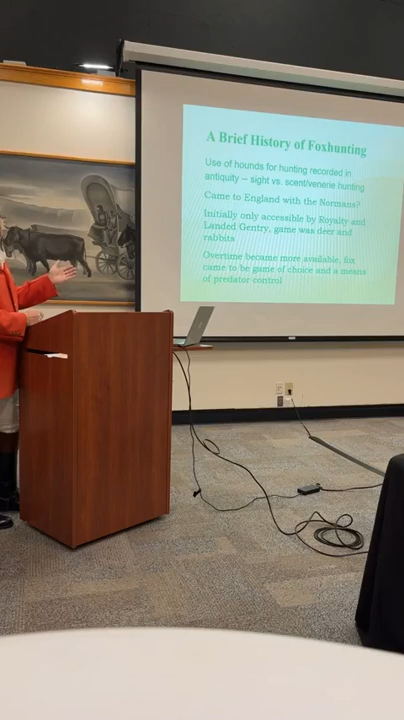 A Brief History of Foxhunting
Use of hounds for hunting recorded in
antiquity – sight vs. scent/venerie hunting
Came to England with the Normans?
Initially only accessible by Royalty and
Landed Gentry, game was deer and
rabbits
Overtime became more available, fox
came to be game of choice and a means
of predator control